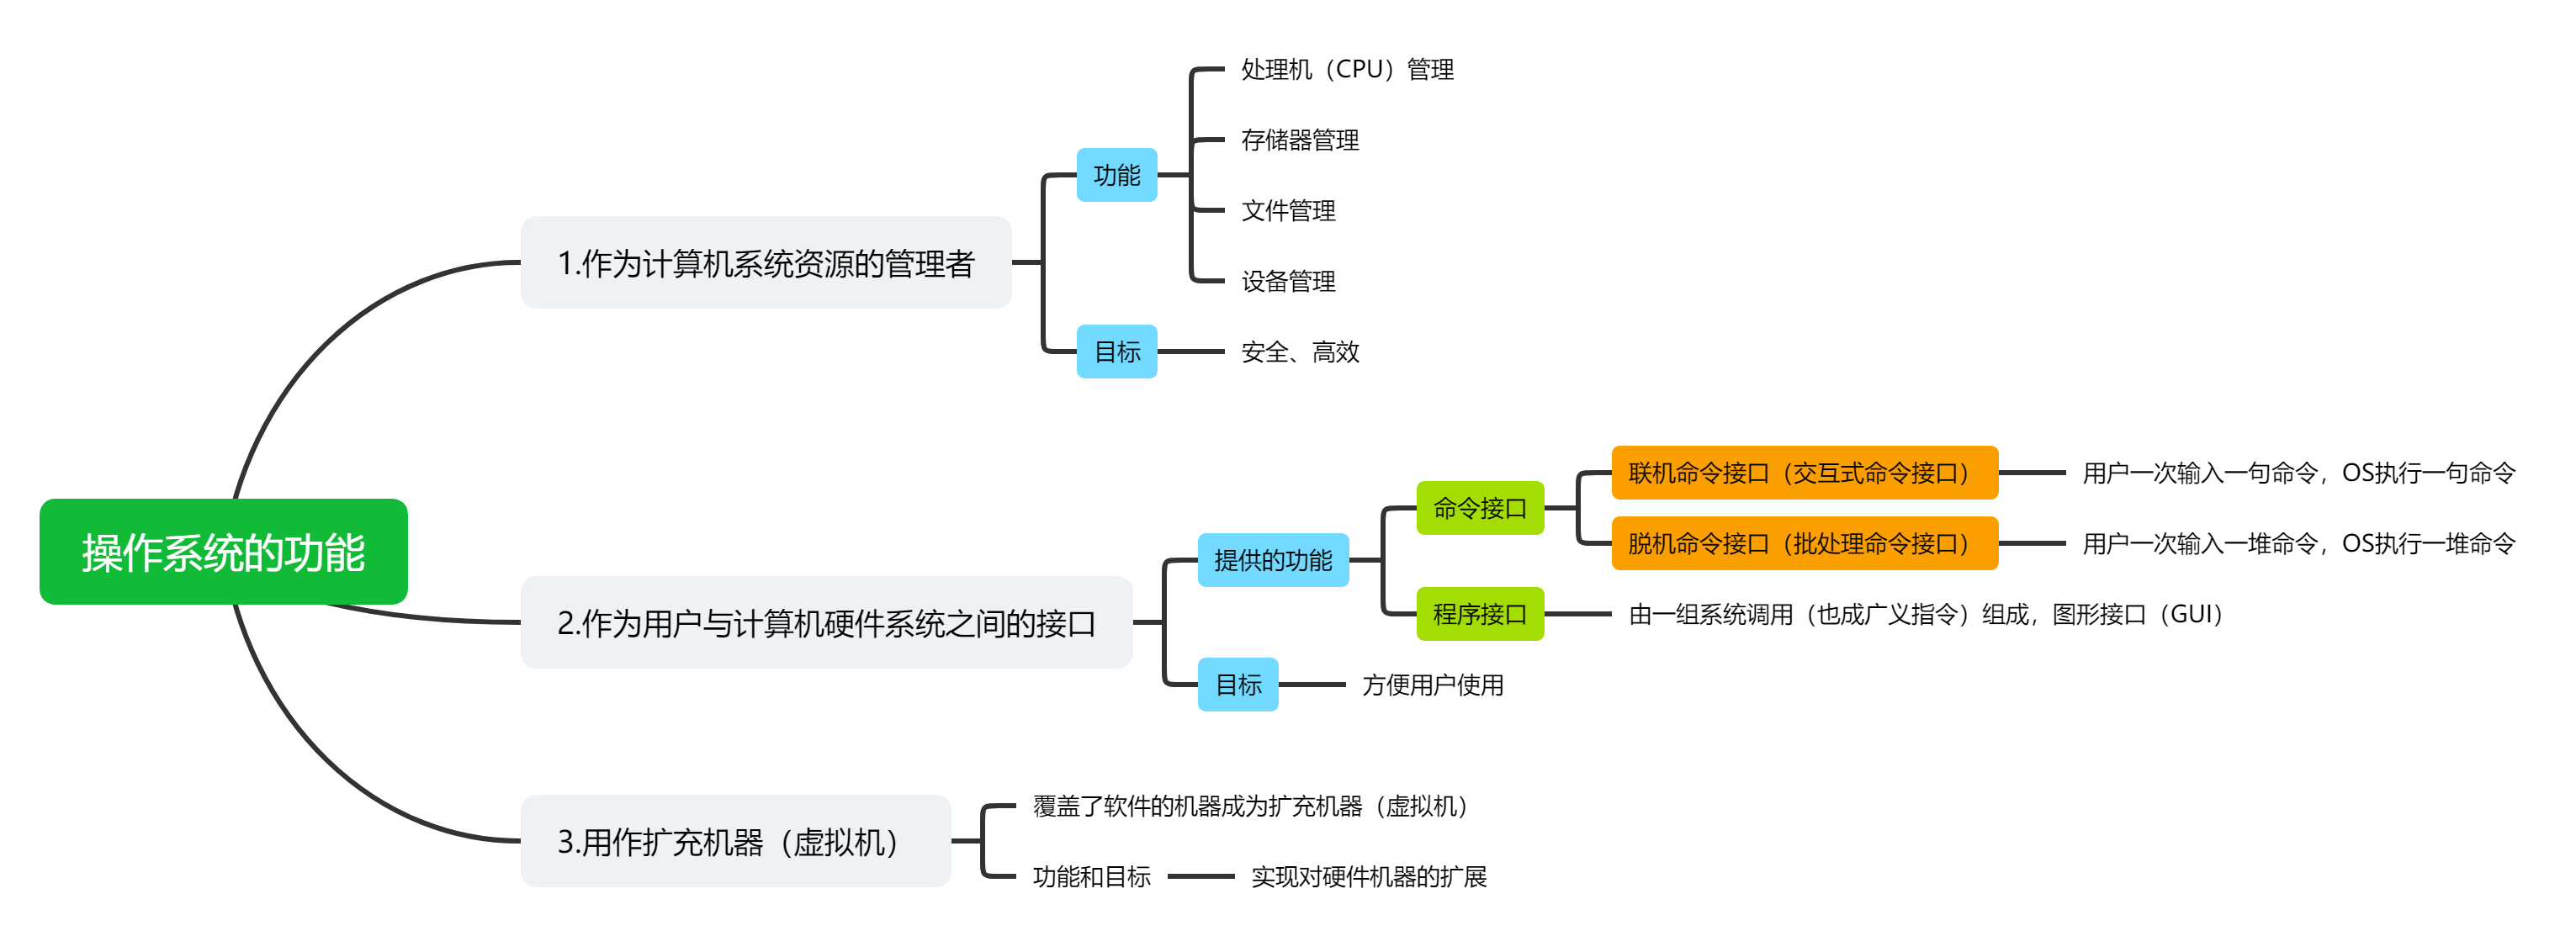 操作系统的功能
1.作为计算机系统资源的管理者
功能
处理机（CPU）管理
存储器管理
文件管理
设备管理
目标
安全、高效
2.作为用户与计算机硬件系统之间的接口
提供的功能
命令接口
联机命令接口（交互式命令接口）
用户一次输入一句命令，OS执行一句命令
脱机命令接口（批处理命令接口）
用户一次输入一堆命令，OS执行一堆命令
程序接口
由一组系统调用（也成广义指令）组成，图形接口（GUI）
目标
方便用户使用
3.用作扩充机器（虚拟机）
覆盖了软件的机器成为扩充机器（虚拟机）
功能和目标
实现对硬件机器的扩展